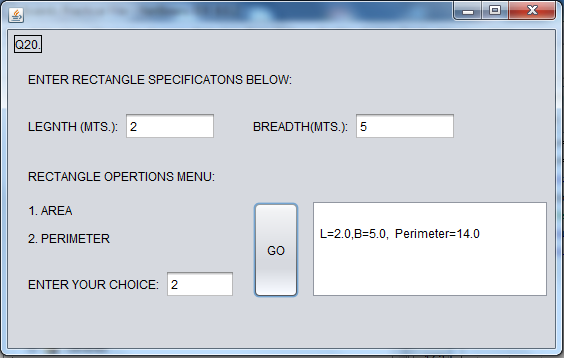 Q20.
ENTER RECTANGLE SPECIFICATONS BELOW:
LEGNTH (MTS.): 2 BREADTH(MTS.): 5
RECTANGLE OPERTIONS MENU:
1. AREA
2. PERIMETER
GO
L=2.0,B=5.0, Perimeter=14.0
ENTER YOUR CHOICE: 2